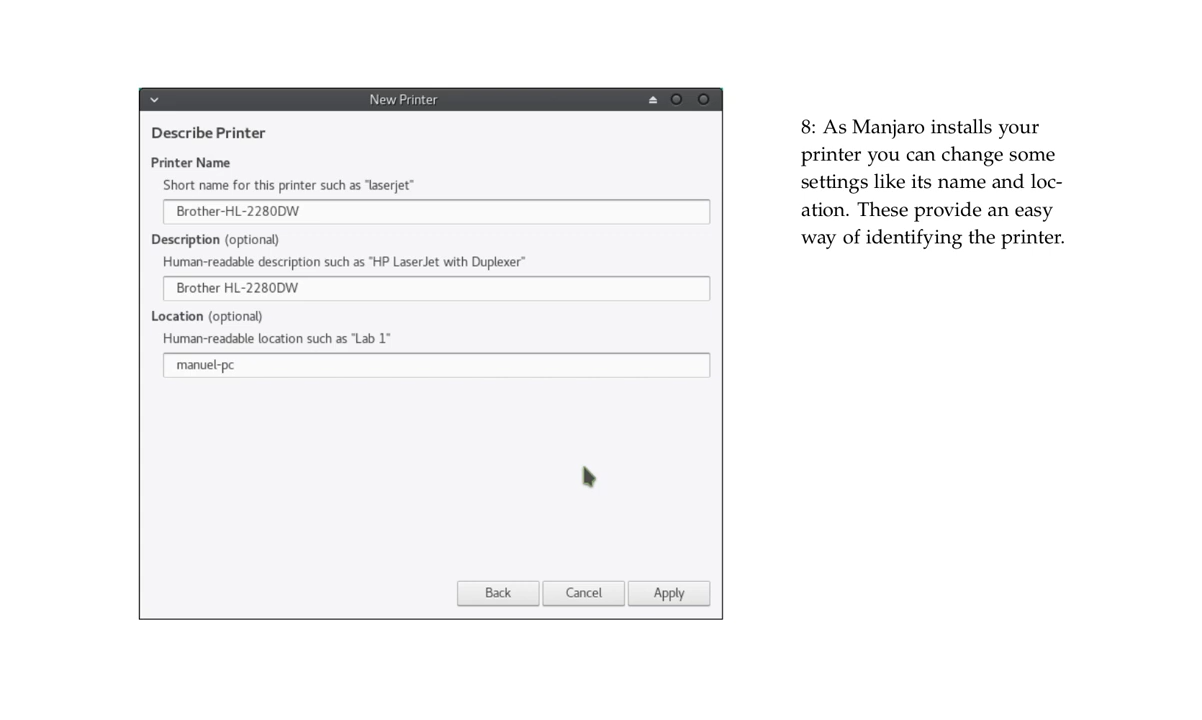 New Printer
Describe Printer
Printer Name
Short name for this printer such as "laserjet"
Brother-HL-2280DW
Description (optional)
Human-readable description such as "HP LaserJet with Duplexer"
Brother HL-2280DW
Location (optional)
Human-readable location such as "Lab 1"
manuel-pc
Back Cancel Apply
8: As Manjaro installs your
printer you can change some
settings like its name and loc-
ation. These provide an easy
way of identifying the printer.